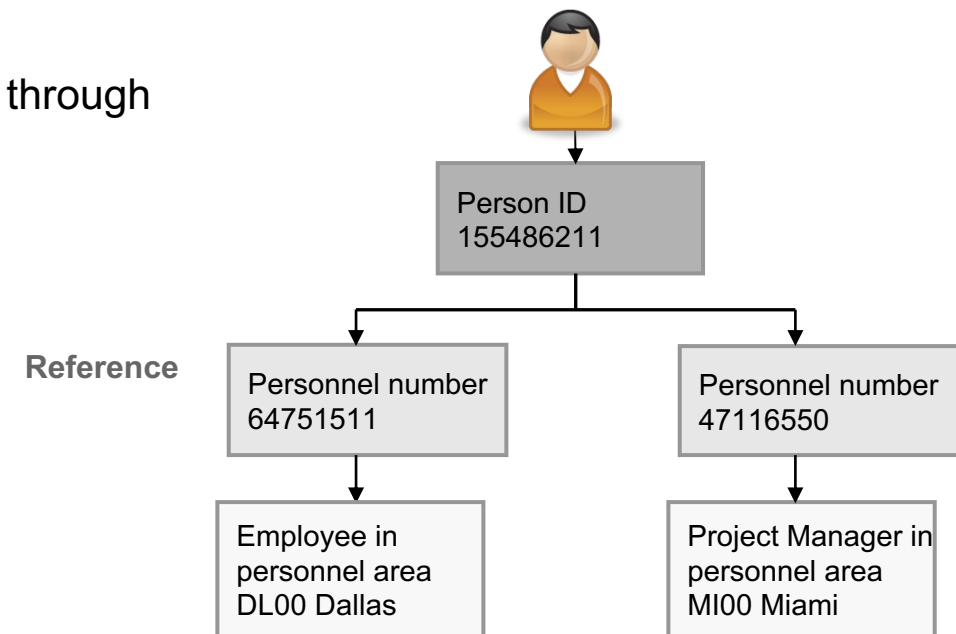 through
Person ID
155486211
Reference
Personnel number
64751511
Personnel number
47116550
Employee in
personnel area
DL00 Dallas
Project Manager in
personnel area
MI00 Miami